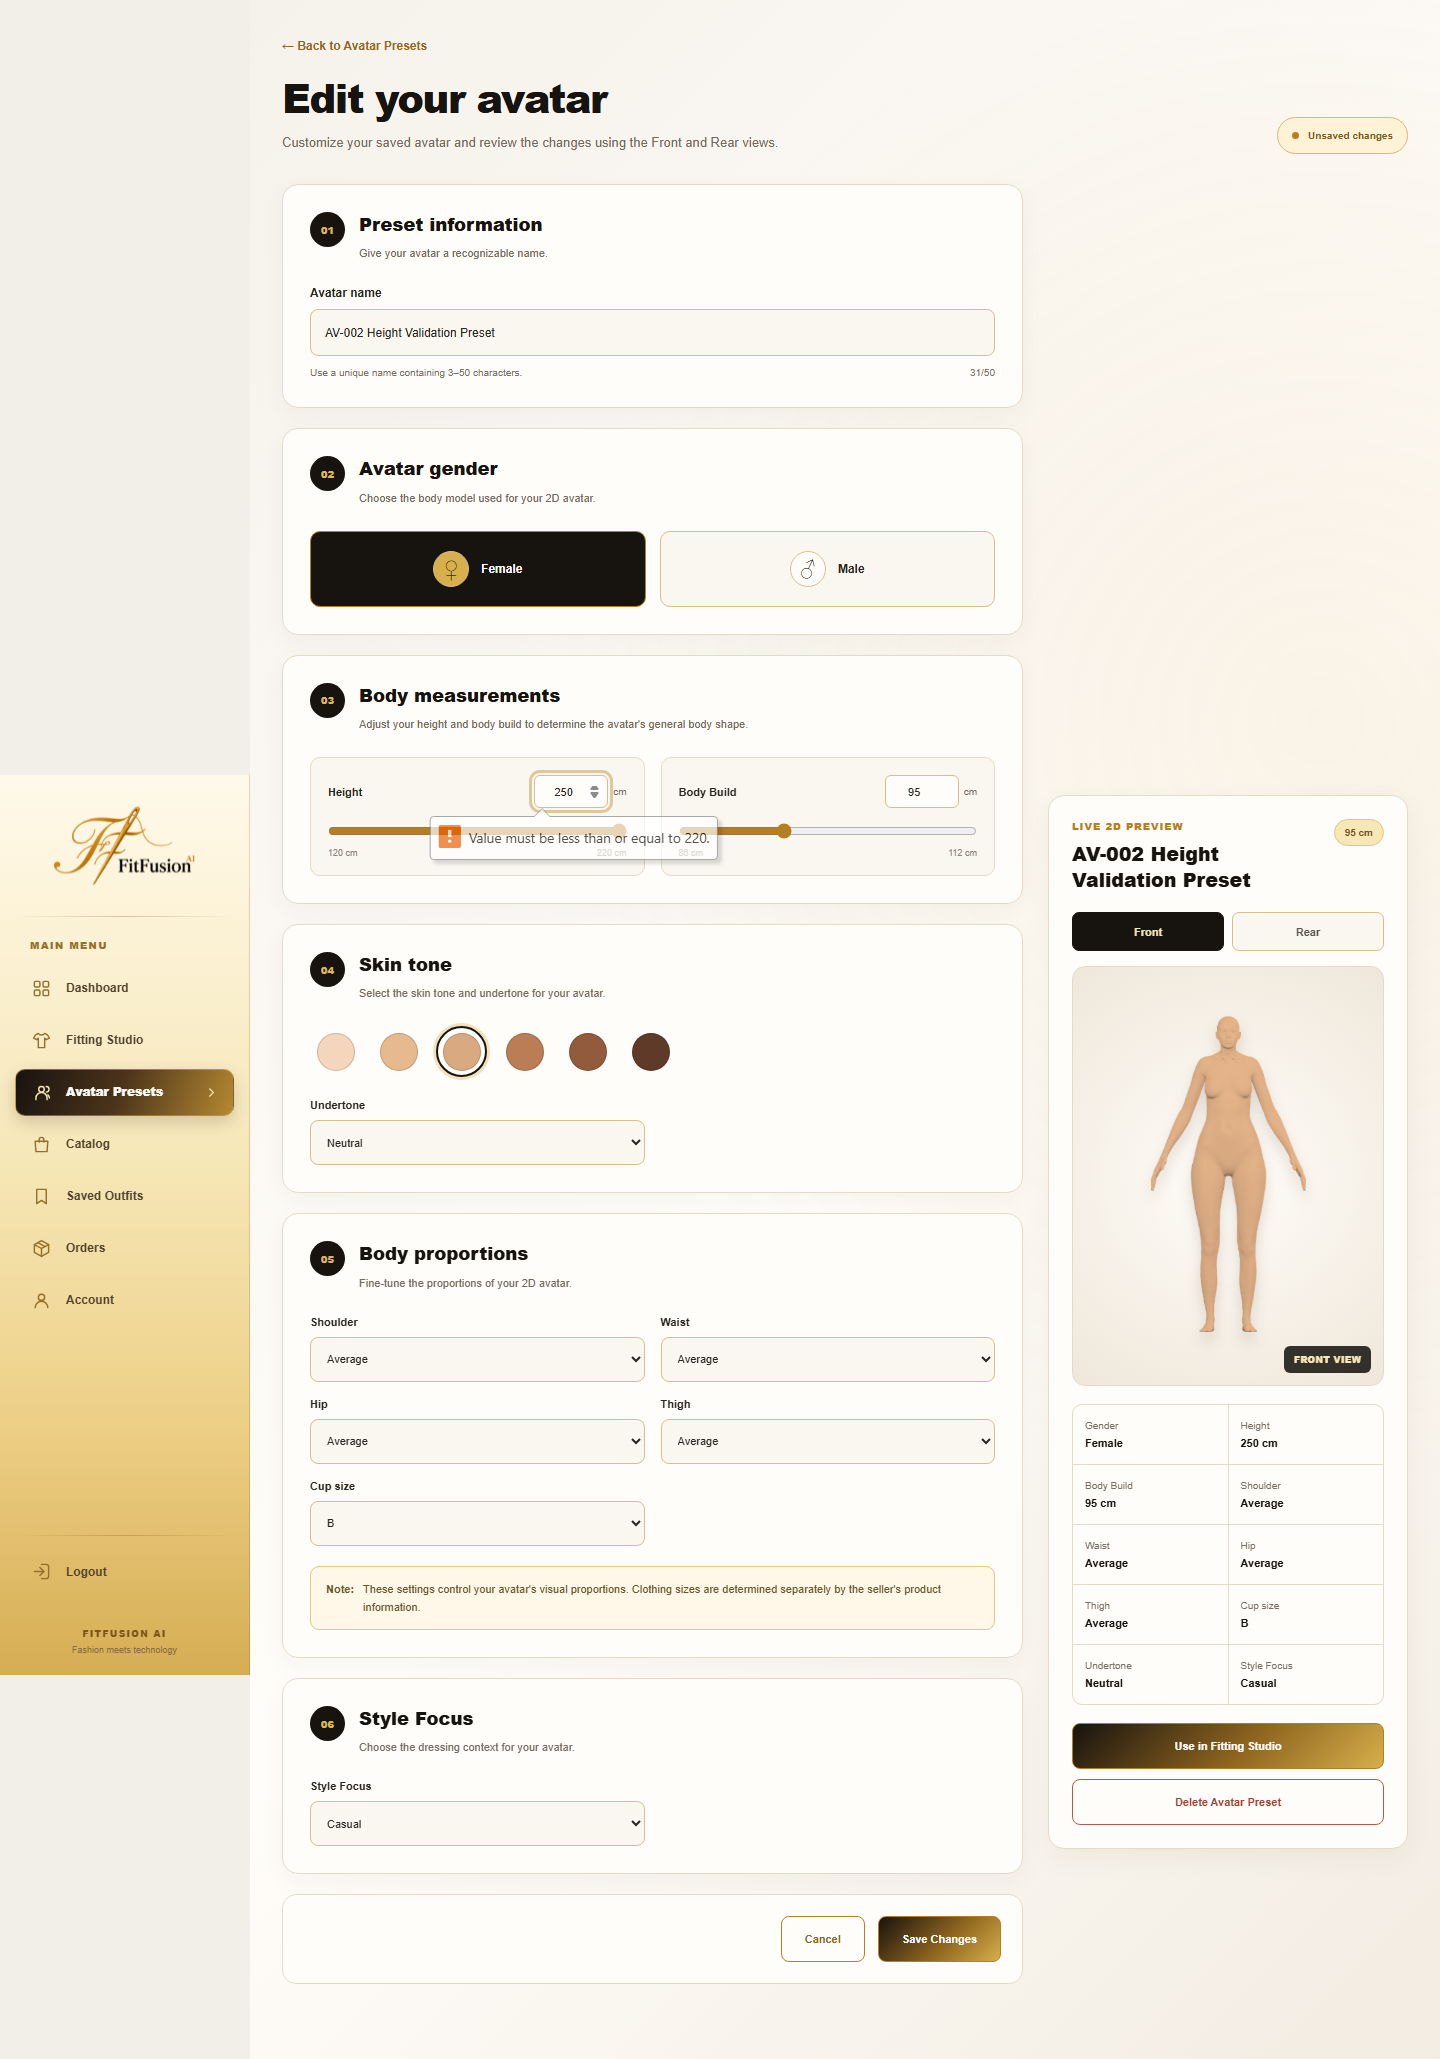 ← Back to Avatar Presets
Edit your avatar
Customize your saved avatar and review the changes using the Front and Rear views.
Unsaved changes
01
Preset information
Give your avatar a recognizable name.
Avatar name
AV-002 Height Validation Preset
Use a unique name containing 3–50 characters.
31/50
02
Avatar gender
Choose the body model used for your 2D avatar.
Female
Male
03
Body measurements
Adjust your height and body build to determine the avatar's general body shape.
Height
250
cm
Value must be less than or equal to 220.
120 cm
220 cm
Body Build
95
cm
86 cm
112 cm
04
Skin tone
Select the skin tone and undertone for your avatar.
Undertone
Neutral
05
Body proportions
Fine-tune the proportions of your 2D avatar.
Shoulder
Average
Waist
Average
Hip
Average
Thigh
Average
Cup size
B
Note: These settings control your avatar's visual proportions. Clothing sizes are determined separately by the seller's product
information.
06
Style Focus
Choose the dressing context for your avatar.
Style Focus
Casual
Cancel
Save Changes
FF
FitFusion AI
MAIN MENU
Dashboard
Fitting Studio
Avatar Presets
Catalog
Saved Outfits
Orders
Account
Logout
FITFUSION AI
Fashion meets technology
LIVE 2D PREVIEW
95 cm
AV-002 Height
Validation Preset
Front
Rear
FRONT VIEW
Gender
Female
Height
250 cm
Body Build
95 cm
Shoulder
Average
Waist
Average
Hip
Average
Thigh
Average
Cup size
B
Undertone
Neutral
Style Focus
Casual
Use in Fitting Studio
Delete Avatar Preset